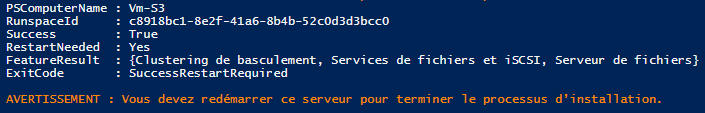 PSComputerName : Vm-S3
RunspaceId : c8918bc1-8e2f-41a6-8b4b-52c0d3d3bcc0
Success : True
RestartNeeded : Yes
FeatureResult : {Clustering de basculement, Services de fichiers et iSCSI, Serveur de fichiers}
ExitCode : SuccessRestartRequired
AVERTISSEMENT : Vous devez redémarrer ce serveur pour terminer le processus d’installation.